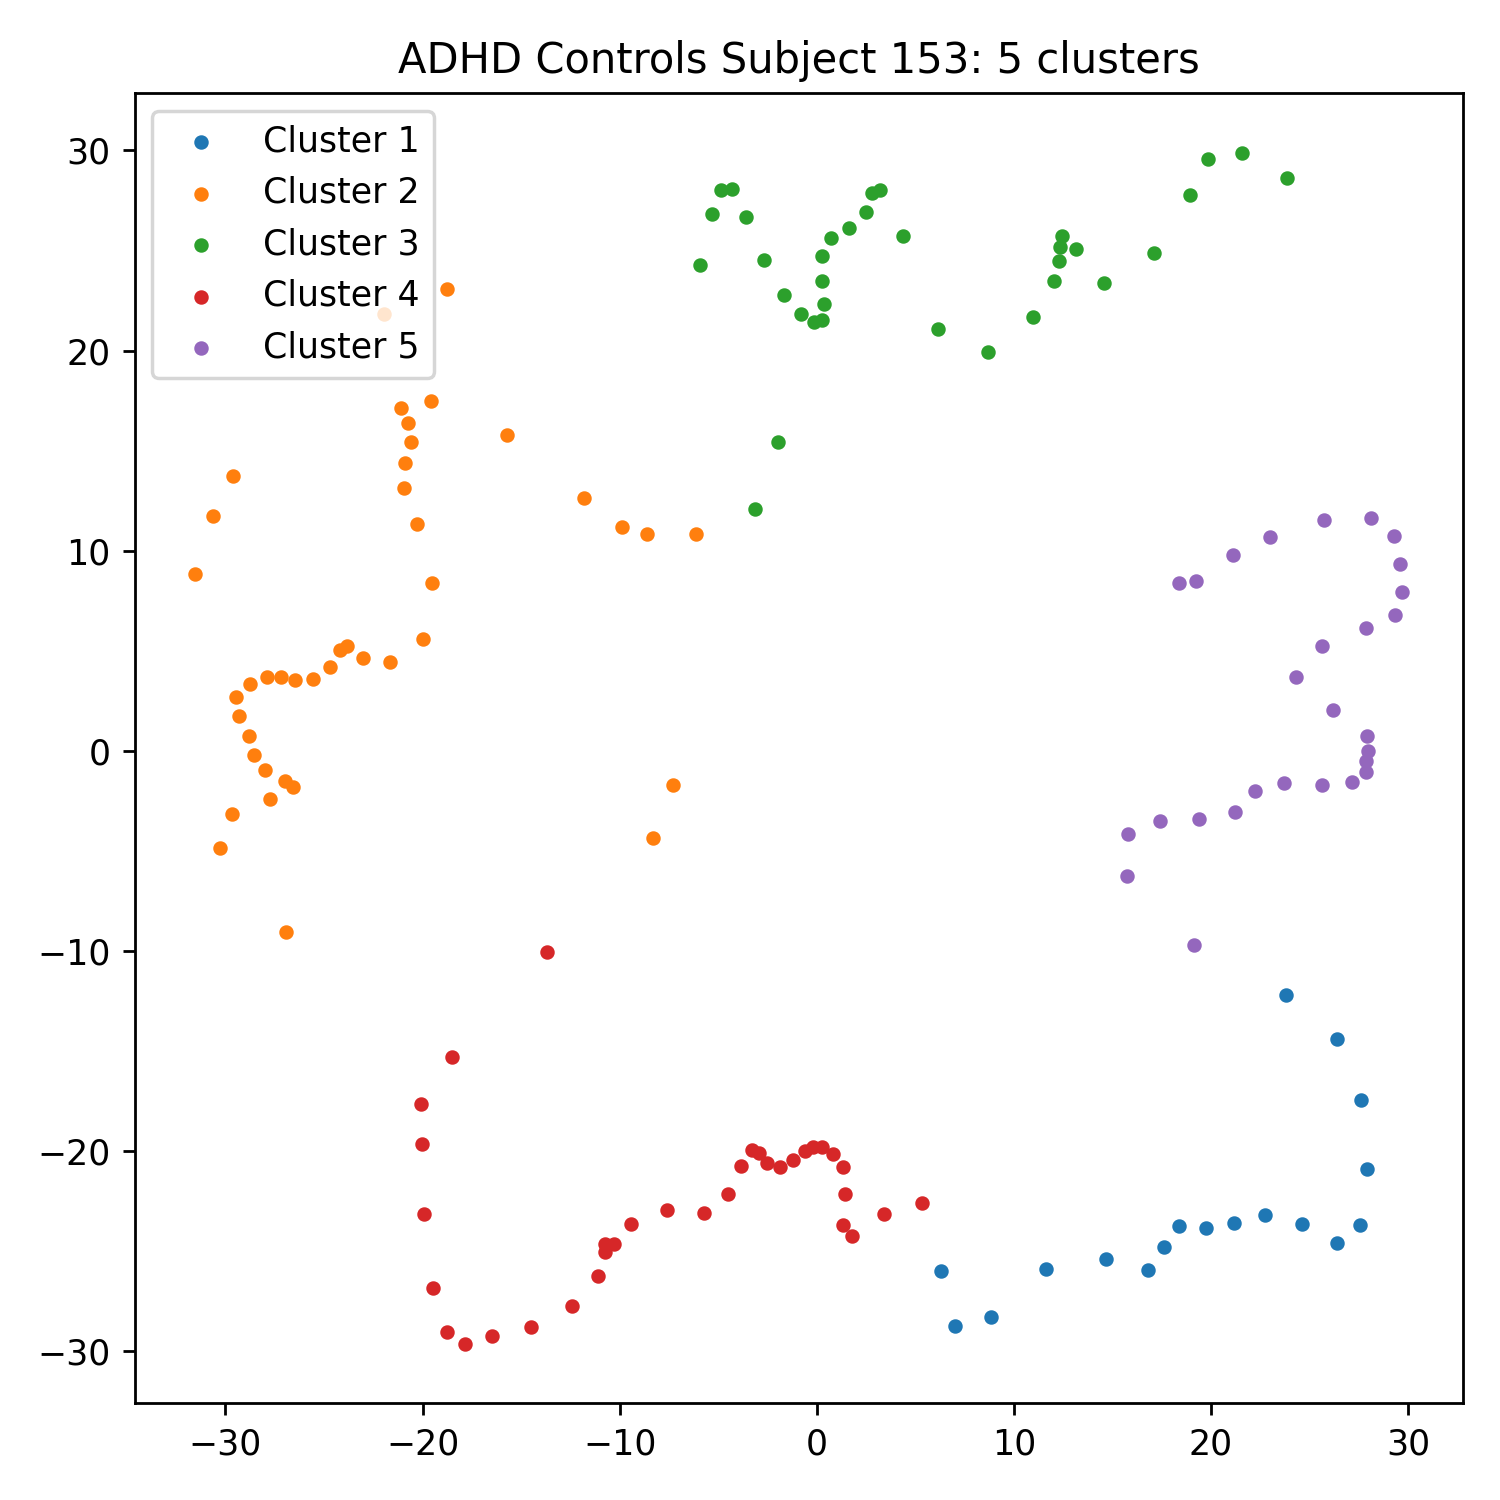 ADHD Controls Subject 153: 5 clusters
Cluster 1
Cluster 2
Cluster 3
Cluster 4
Cluster 5
30
20
10
0
−10
−20
−30
−30 −20 −10 0 10 20 30